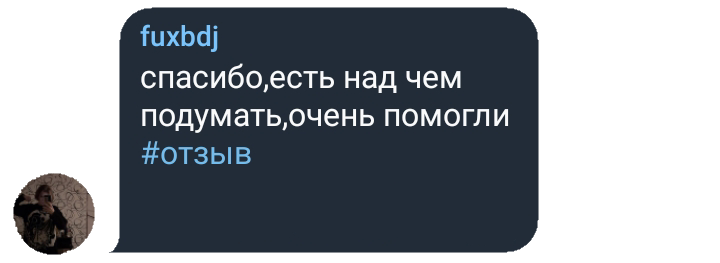 fuxbdj
спасибо,есть над чем
подумать,очень помогли
#отзыв